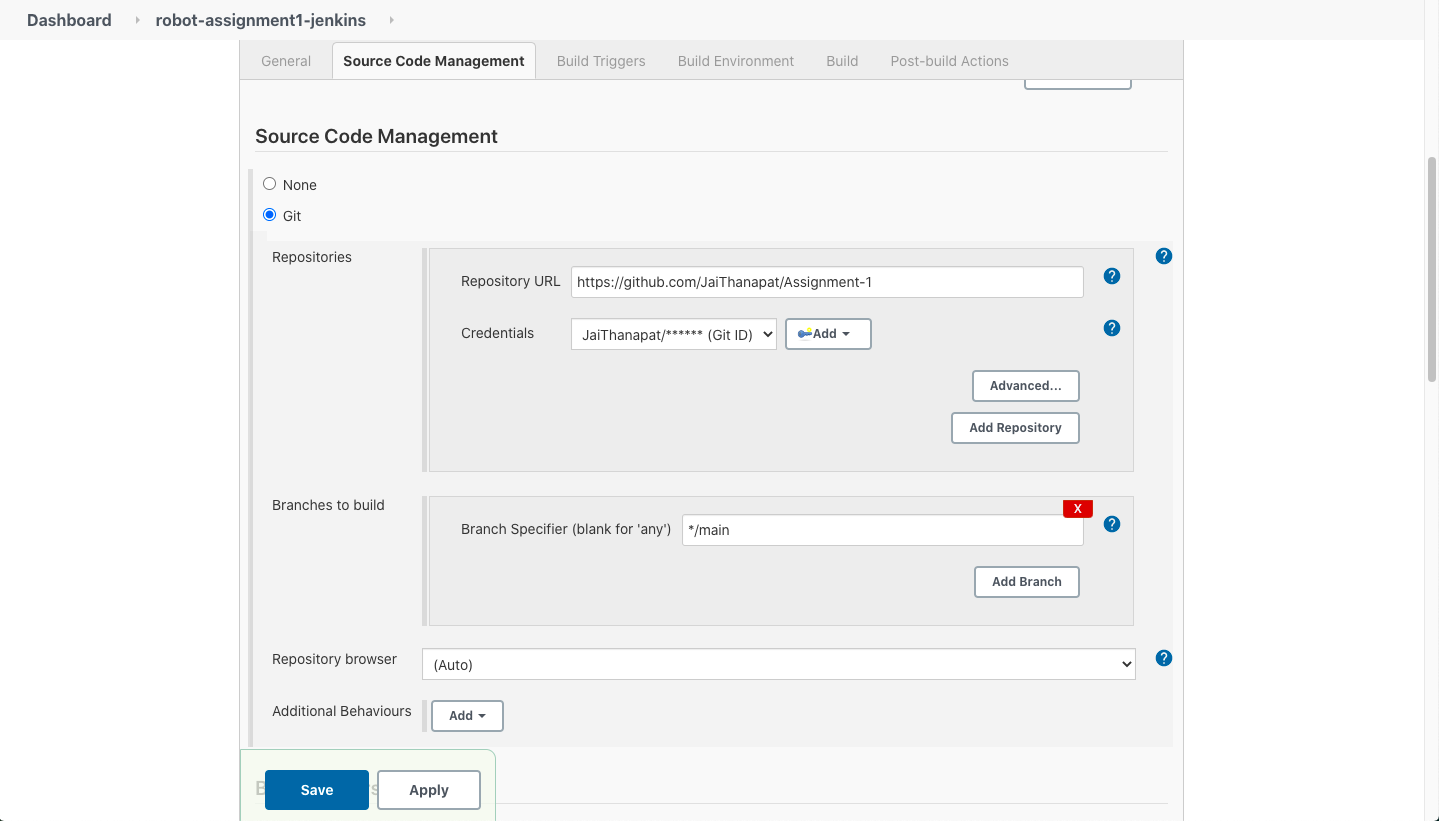 Dashboard robot-assignment1-jenkins
General Source Code Management Build Triggers Build Environment Build Post-build Actions
Source Code Management
None
Git
Repositories
?
Repository URL https://github.com/JaiThanapat/Assignment-1 ?
Credentials JaiThanapat/****** (Git ID) Add ?
Advanced...
Add Repository
Branches to build
X
Branch Specifier (blank for 'any') */main ?
Add Branch
Repository browser (Auto) ?
Additional Behaviours Add
Save Apply